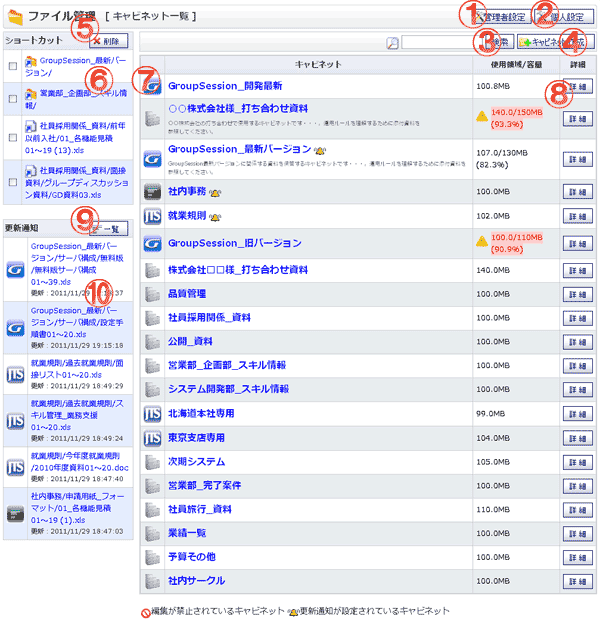 ファイル管理 [ キャビネット一覧 ]
① 管理者設定 ② 個人設定
ショートカット ⑤ 削除
③ 検索 ④ キャビネット作成
⑥
GroupSession_最新バー
ジョン/
営業部_企画部_スキル情
報/
社員採用関係_資料/前年
以前入社/01_各機能見積
01～19 (13).xls
社員採用関係_資料/面接
資料/グループディスカッシ
ョン資料/GD資料03.xls
更新通知 ⑨ 一覧
GroupSession_最新バー
ジョン/サーバ構成/無料版
/無料版サーバ構成
01～39.xls
更新 : 2011/11/29
⑩
GroupSession_最新バー
ジョン/サーバ構成/設定手
順書01～20.xls
更新 : 2011/11/29 19:15:18
就業規則/過去就業規則/面
接リスト01～20.xls
更新 : 2011/11/29 18:49:29
就業規則/過去就業規則/ス
キル管理_業務支援
01～20.xls
更新 : 2011/11/29 18:49:24
就業規則/今年度就業規則
/2010年度資料01～20.doc
更新 : 2011/11/29 18:47:40
社内事務/申請用紙_フォー
マット/01_各機能見積
01～19 (1).xls
更新 : 2011/11/29 18:47:03
キャビネット 使用領域/容量 詳細
⑦ GroupSession_開発最新 100.8MB 詳細
⑧
○○株式会社様_打ち合わせ資料 140.0/150MB (93.3%) 詳細
○○株式会社の打ち合わせで使用するキャビネットです・・・。運用ルールを理解するために添付資料を
参照してください。
GroupSession_最新バージョン 107.0/130MB (82.3%) 詳細
GroupSession最新バージョンに関係する資料を保管するキャビネットです・・・。運用ルールを理解するために添付資料を
参照してください。
社内事務 100.0MB 詳細
就業規則 102.0MB 詳細
GroupSession_旧バージョン 100.0/110MB (90.9%) 詳細
株式会社□□様_打ち合わせ資料 140.0MB 詳細
品質管理 100.0MB 詳細
社員採用関係_資料 100.0MB 詳細
公開_資料 100.0MB 詳細
営業部_企画部_スキル情報 100.0MB 詳細
システム開発部_スキル情報 100.0MB 詳細
北海道本社専用 99.0MB 詳細
東京支店専用 104.0MB 詳細
次期システム 105.0MB 詳細
営業部_完了案件 100.0MB 詳細
社員旅行_資料 110.0MB 詳細
業績一覧 100.0MB 詳細
予算その他 100.0MB 詳細
社内サークル 100.0MB 詳細
編集が禁止されているキャビネット 更新通知が設定されているキャビネット